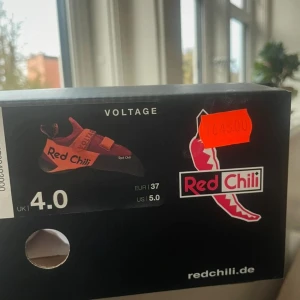 VOLTAGE
Red Chili
UK 4.0
EUR 37
US 5.0
Red Chili
redchili.de